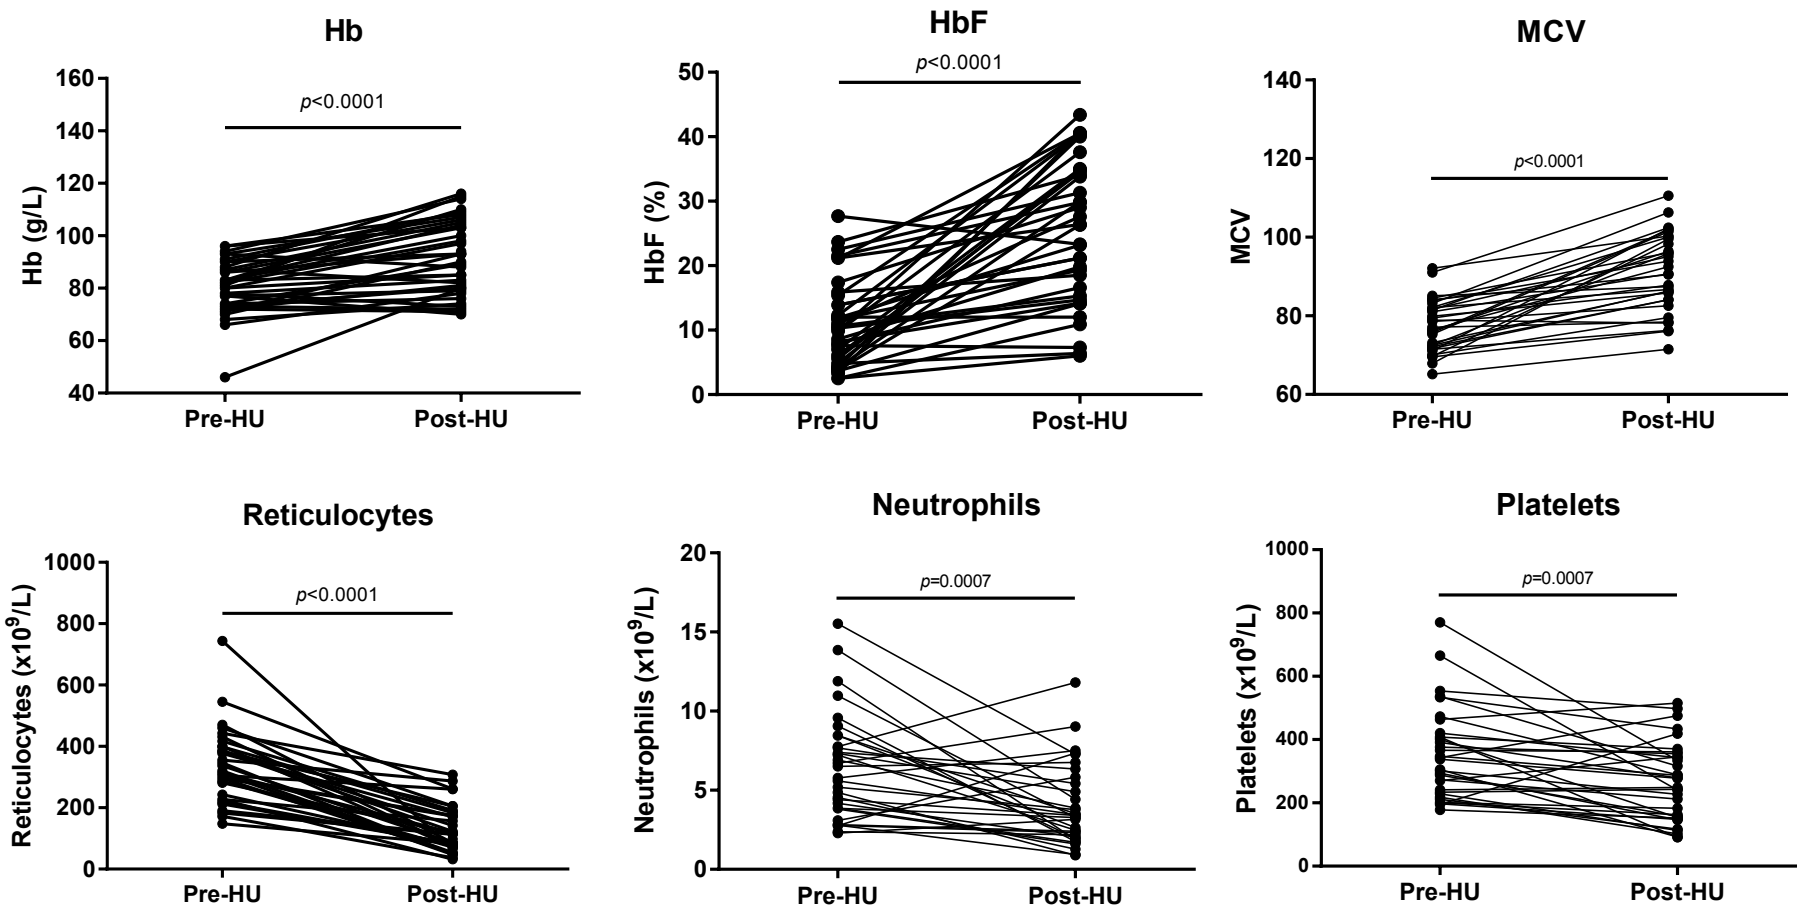 Hb
p<0.0001
Hb (g/L)
160
140
120
100
80
60
40
Pre-HU
Post-HU
HbF
p<0.0001
HbF (%)
50
40
30
20
10
0
Pre-HU
Post-HU
MCV
p<0.0001
MCV
140
120
100
80
60
Pre-HU
Post-HU
Reticulocytes
p<0.0001
Reticulocytes (x10⁹/L)
1000
800
600
400
200
0
Pre-HU
Post-HU
Neutrophils
p=0.0007
Neutrophils (x10⁹/L)
20
15
10
5
0
Pre-HU
Post-HU
Platelets
p=0.0007
Platelets (x10⁹/L)
1000
800
600
400
200
0
Pre-HU
Post-HU